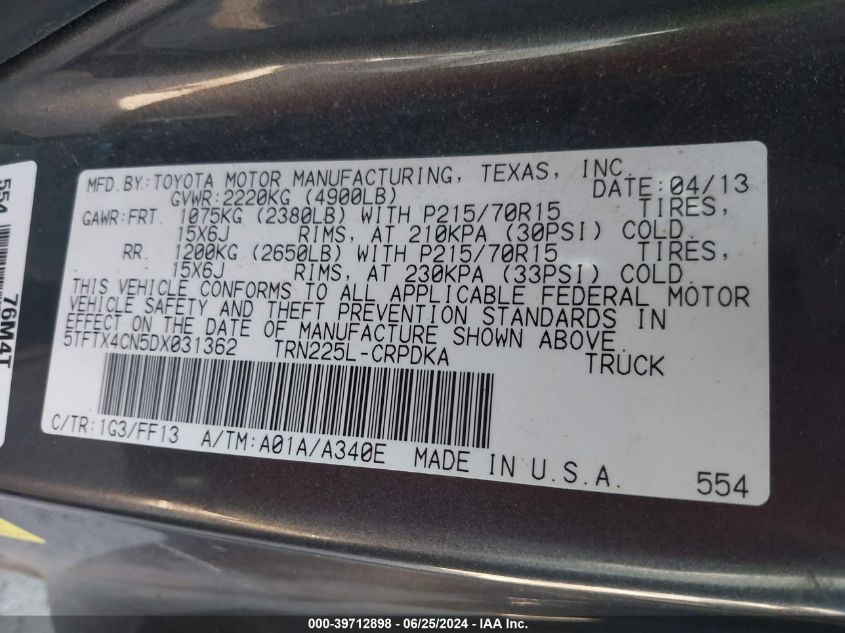 MFD.BY:TOYOTA MOTOR MANUFACTURING, TEXAS, INC.
GVWR:2220KG (4900LB) DATE:04/13
GAWR:FRT. 1075KG (2380LB) WITH P215/70R15 TIRES,
15X6J RIMS, AT 210KPA (30PSI) COLD.
RR. 1200KG (2650LB) WITH P215/70R15 TIRES,
15X6J RIMS, AT 230KPA (33PSI) COLD.
THIS VEHICLE CONFORMS TO ALL APPLICABLE FEDERAL MOTOR
VEHICLE SAFETY AND THEFT PREVENTION STANDARDS IN
EFFECT ON THE DATE OF MANUFACTURE SHOWN ABOVE.
5TFTX4CN5DX031362 TRN225L-CRPDKA TRUCK
C/TR:1G3/FF13 A/TM:A01A/A340E MADE IN U.S.A.
554
554
76M4T
000-39712898 - 06/25/2024 - IAAI Inc.